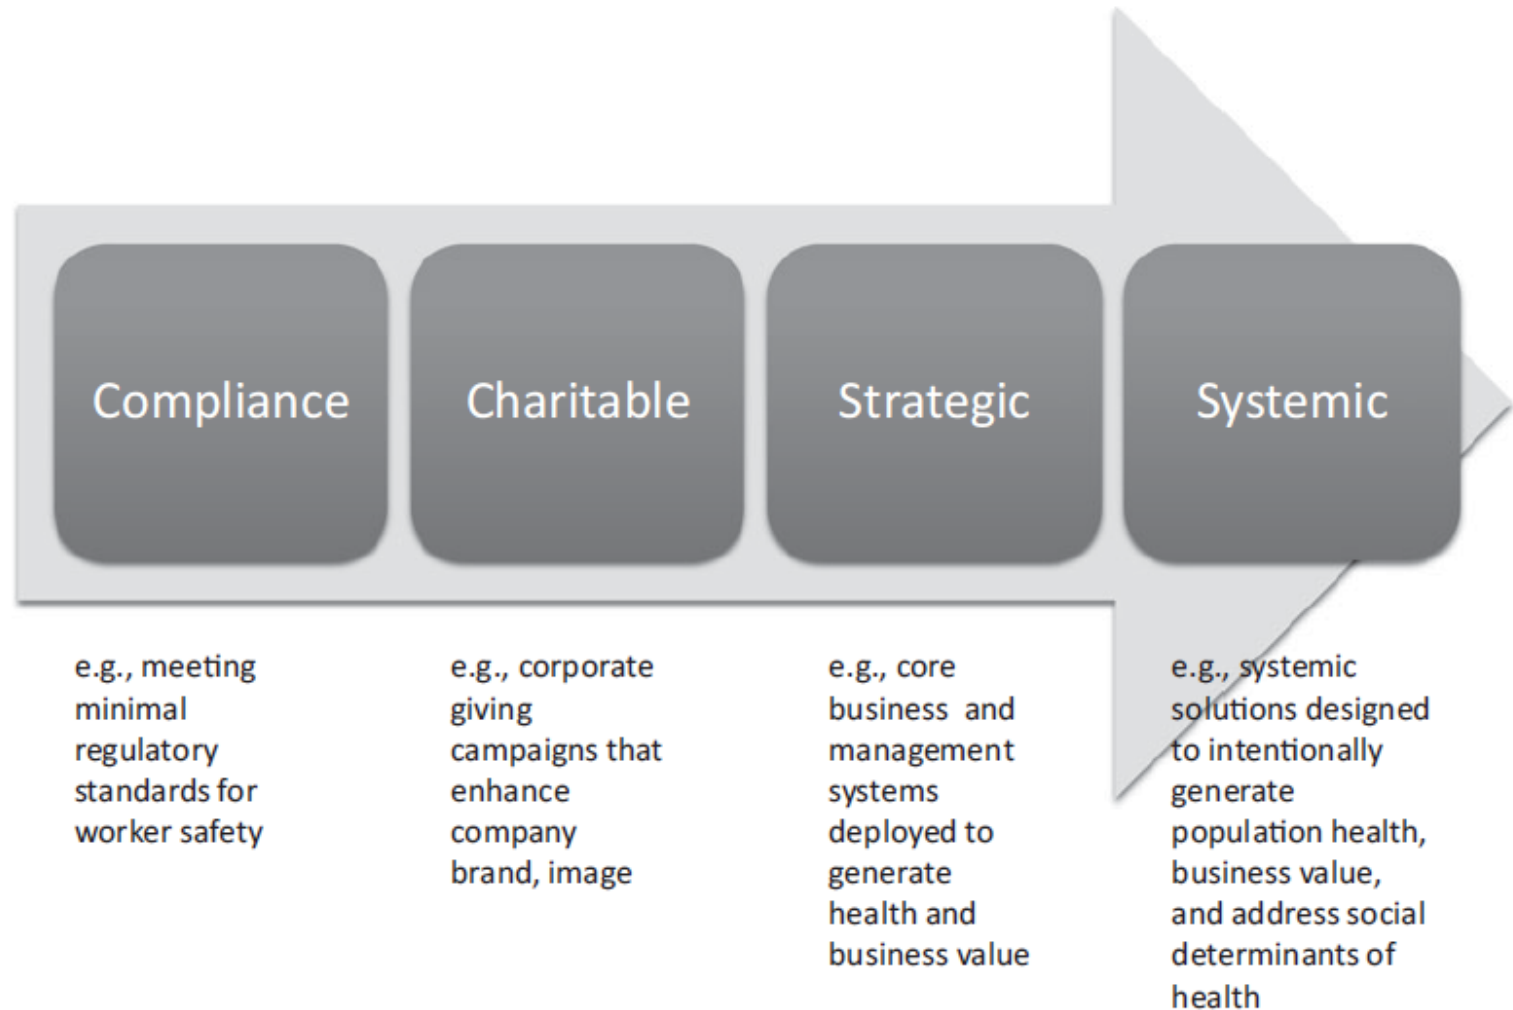 Compliance
Charitable
Strategic
Systemic
e.g., meeting
minimal
regulatory
standards for
worker safety
e.g., corporate
giving
campaigns that
enhance
company
brand, image
e.g., core
business and
management
systems
deployed to
generate
health and
business value
e.g., systemic
solutions designed
to intentionally
generate
population health,
business value,
and address social
determinants of
health